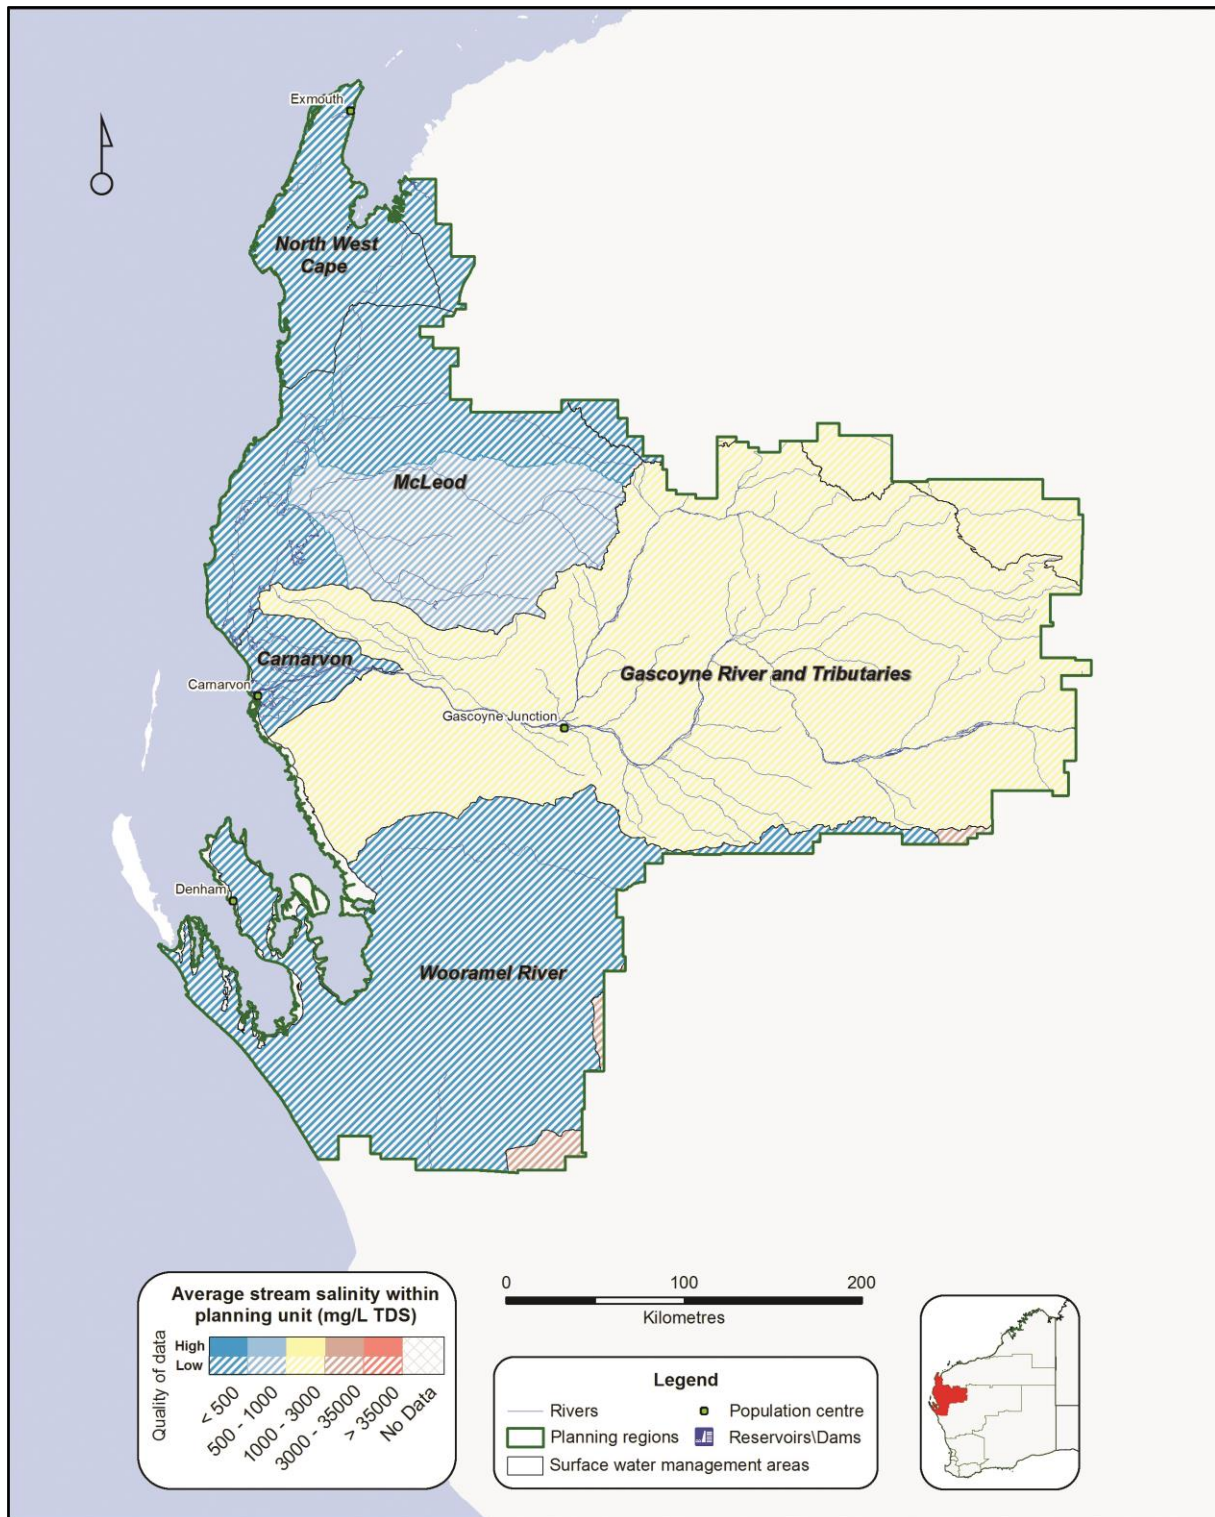 Exmouth
North West
Cape
McLeod
Carnarvon
Carnarvon
Gascoyne River and Tributaries
Gascoyne Junction
Denham
Wooramel River
Average stream salinity within
planning unit (mg/L TDS)
Quality of data
High
Low
< 500
500 - 1000
1000 - 3000
3000 - 35000
> 35000
No Data
0 100 200
Kilometres
Legend
Rivers
Population centre
Planning regions
Reservoirs\Dams
Surface water management areas